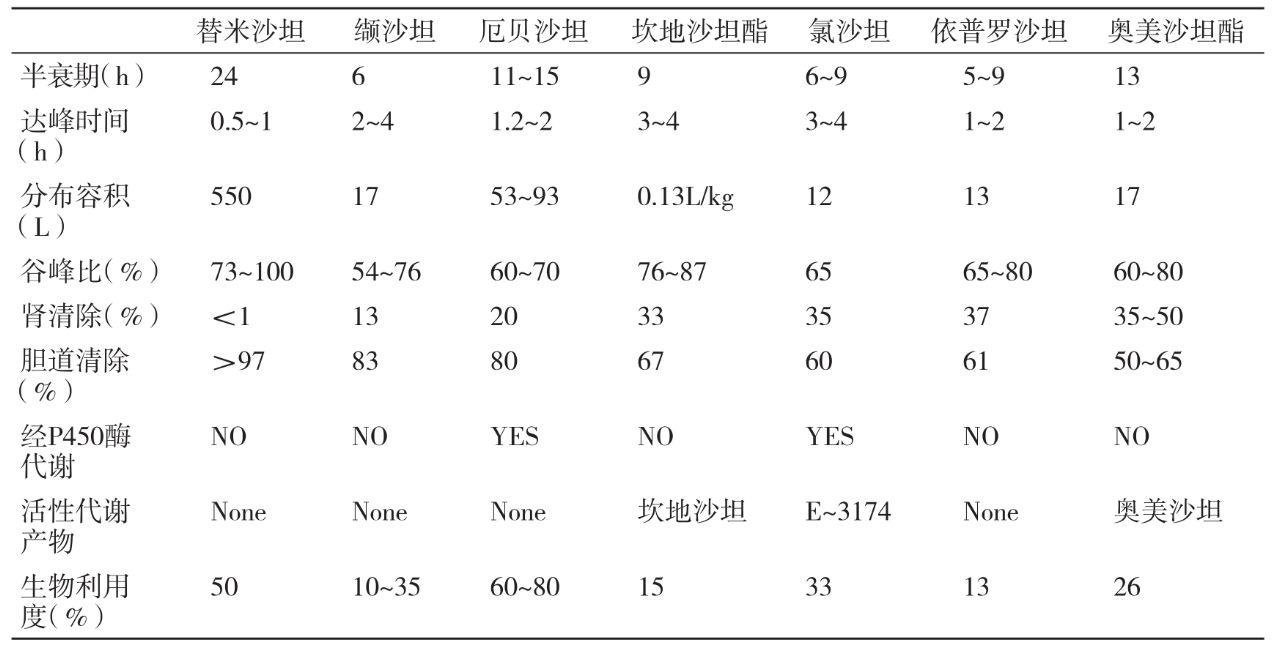 替米沙坦 缬沙坦 厄贝沙坦 坎地沙坦酯 氯沙坦 依普罗沙坦 奥美沙坦酯
半衰期(h) 24 6 11~15 9 6~9 5~9 13
达峰时间 0.5~1 2~4 1.2~2 3~4 3~4 1~2 1~2
(h)
分布容积 550 17 53~93 0.13L/kg 12 13 17
(L)
谷峰比(%) 73~100 54~76 60~70 76~87 65 65~80 60~80
肾清除(%) <1 13 20 33 35 37 35~50
胆道清除 >97 83 80 67 60 61 50~65
(%)
经P450酶 NO NO YES NO YES NO NO
代谢
活性代谢 None None None 坎地沙坦 E~3174 None 奥美沙坦
产物
生物利用 50 10~35 60~80 15 33 13 26
度(%)